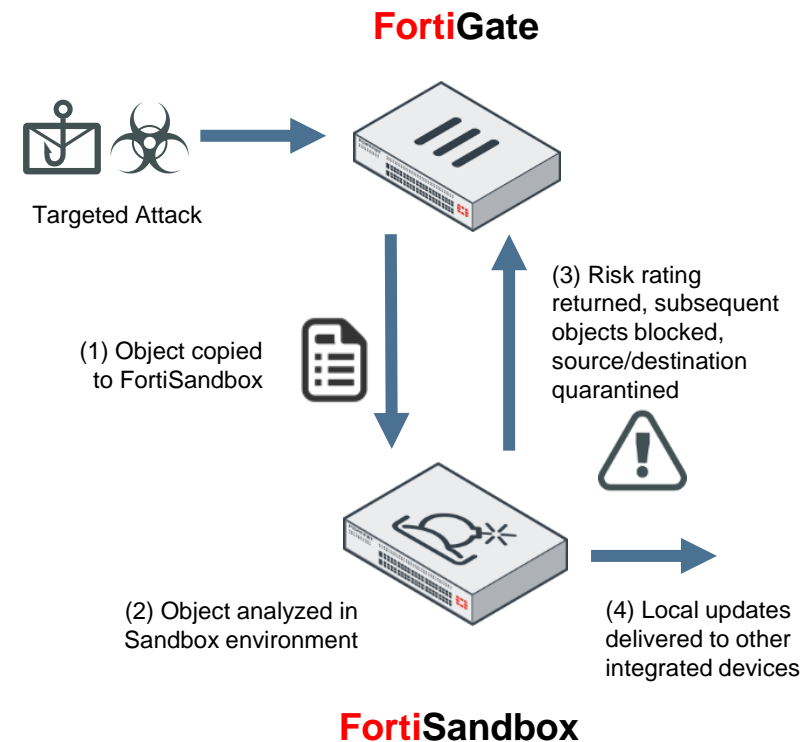 FortiGate
Targeted Attack
(1) Object copied
to FortiSandbox
(3) Risk rating
returned, subsequent
objects blocked,
source/destination
quarantined
(2) Object analyzed in
Sandbox environment
(4) Local updates
delivered to other
integrated devices
FortiSandbox